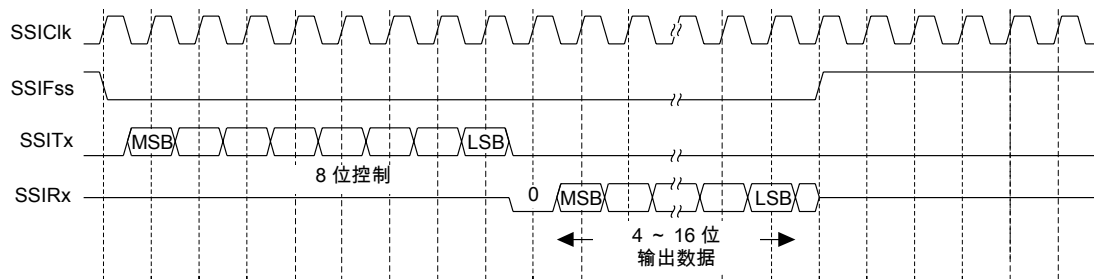 SSIClk
SSIFss
SSITx
MSB
LSB
8 位控制
SSIRx
0
MSB
LSB
4 ~ 16 位
输出数据